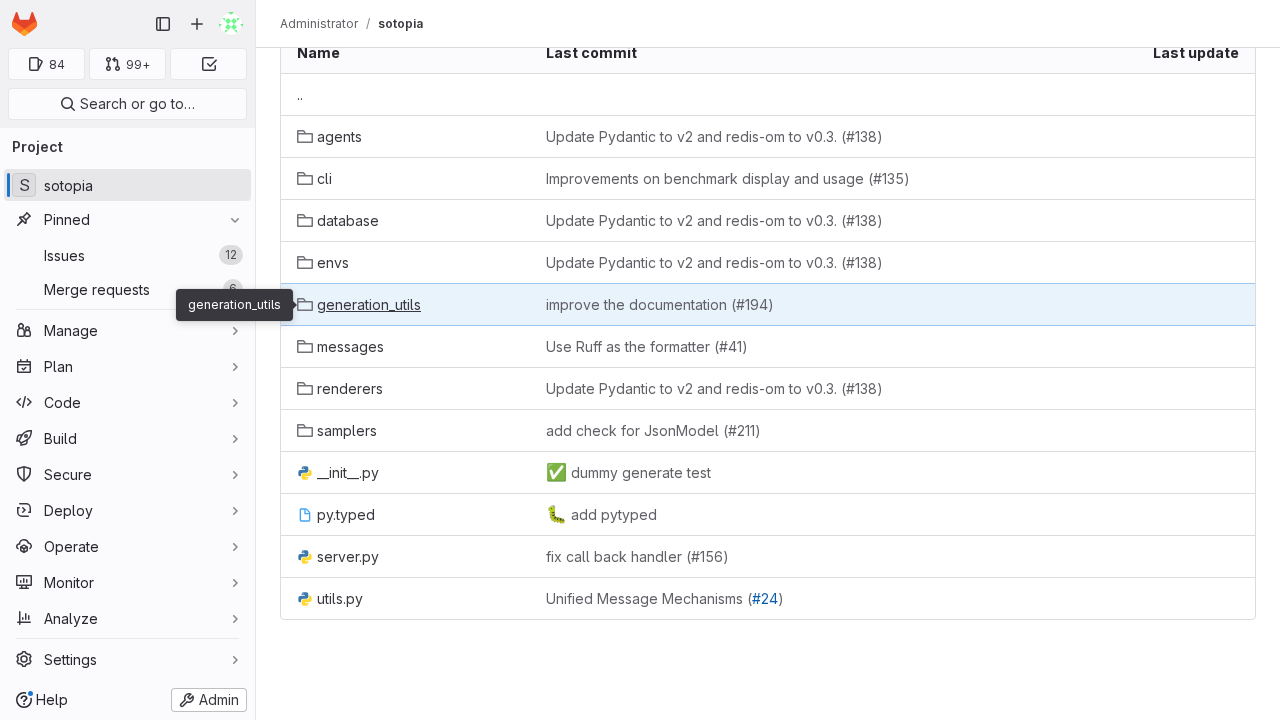 Administrator / sotopia
84
99+
Search or go to…
Project
S sotopia
Pinned
Issues 12
Merge requests 6
Manage
Plan
Code
Build
Secure
Deploy
Operate
Monitor
Analyze
Settings
Help
Admin
generation_utils
Name Last commit Last update
..
agents Update Pydantic to v2 and redis-om to v0.3. (#138)
cli Improvements on benchmark display and usage (#135)
database Update Pydantic to v2 and redis-om to v0.3. (#138)
envs Update Pydantic to v2 and redis-om to v0.3. (#138)
generation_utils improve the documentation (#194)
messages Use Ruff as the formatter (#41)
renderers Update Pydantic to v2 and redis-om to v0.3. (#138)
samplers add check for JsonModel (#211)
__init__.py ✅ dummy generate test
py.typed 🐛 add pytyped
server.py fix call back handler (#156)
utils.py Unified Message Mechanisms (#24)